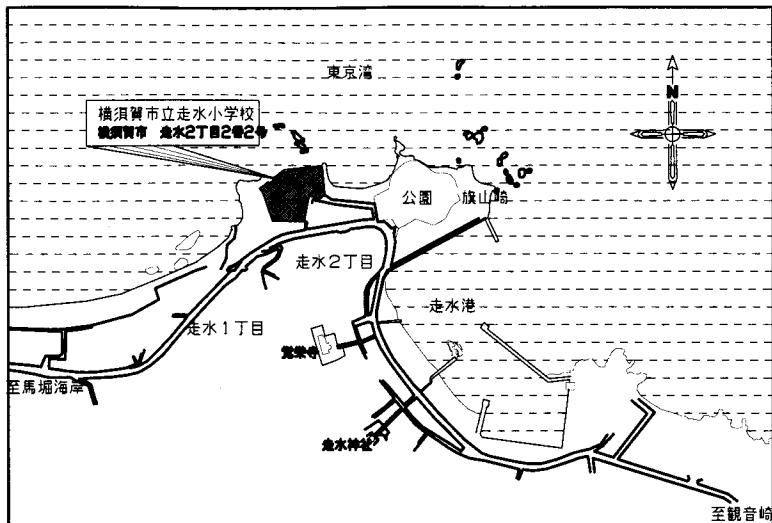 東京湾
横須賀市立走水小学校
横須賀市 走水2丁目2番2号
N
公園
旗山崎
走水2丁目
走水港
走水1丁目
覚栄寺
至馬堀海岸
走水神社
至観音崎